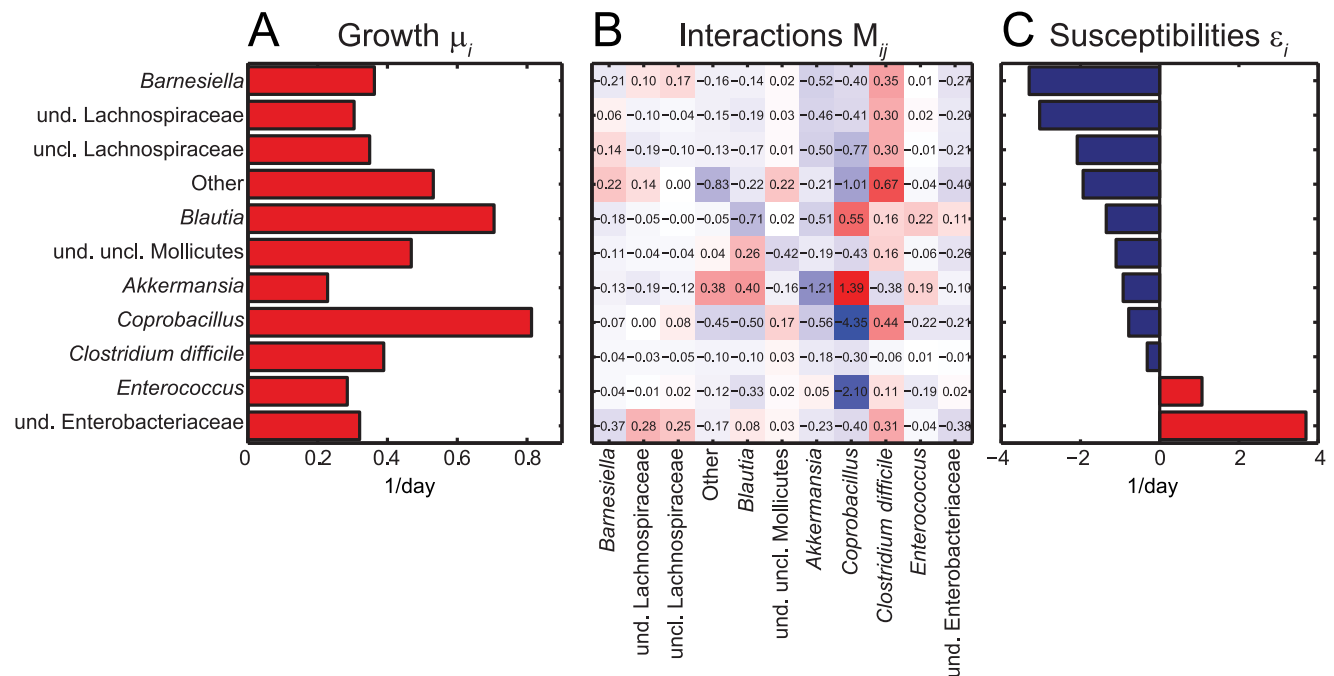 A Growth μi
B Interactions Mij
C Susceptibilities εi
Barnesiella
−0.21 0.10 0.17 −0.16 −0.14 0.02 −0.52 −0.40 0.35 0.01 −0.27
und. Lachnospiraceae
0.06 −0.10 −0.04 −0.15 −0.19 0.03 −0.46 −0.41 0.30 0.02 −0.20
uncl. Lachnospiraceae
0.14 −0.19 −0.10 −0.13 −0.17 0.01 −0.50 −0.77 0.30 −0.01 −0.21
Other
0.22 0.14 0.00 −0.83 −0.22 0.22 −0.21 −1.01 0.67 −0.04 −0.40
Blautia
−0.18 −0.05 −0.00 −0.05 −0.71 0.02 −0.51 0.55 0.16 0.22 0.11
und. uncl. Mollicutes
−0.11 −0.04 −0.04 0.04 0.26 −0.42 −0.19 −0.43 0.16 −0.06 −0.26
Akkermansia
−0.13 −0.19 −0.12 0.38 0.40 −0.16 −1.21 1.39 −0.38 0.19 −0.10
Coprobacillus
−0.07 0.00 0.08 −0.45 −0.50 0.17 −0.56 −4.35 0.44 −0.22 −0.21
Clostridium difficile
−0.04 −0.03 −0.05 −0.10 −0.10 0.03 −0.18 −0.30 −0.06 0.01 −0.01
Enterococcus
−0.04 −0.01 0.02 −0.12 −0.33 0.02 0.05 −2.10 0.11 −0.19 0.02
und. Enterobacteriaceae
−0.37 0.28 0.25 −0.17 0.08 0.03 −0.23 −0.40 0.31 −0.04 −0.38
0 0.2 0.4 0.6 0.8
1/day
Barnesiella
und. Lachnospiraceae
uncl. Lachnospiraceae
Other
Blautia
und. uncl. Mollicutes
Akkermansia
Coprobacillus
Clostridium difficile
Enterococcus
und. Enterobacteriaceae
−4 −2 0 2 4
1/day